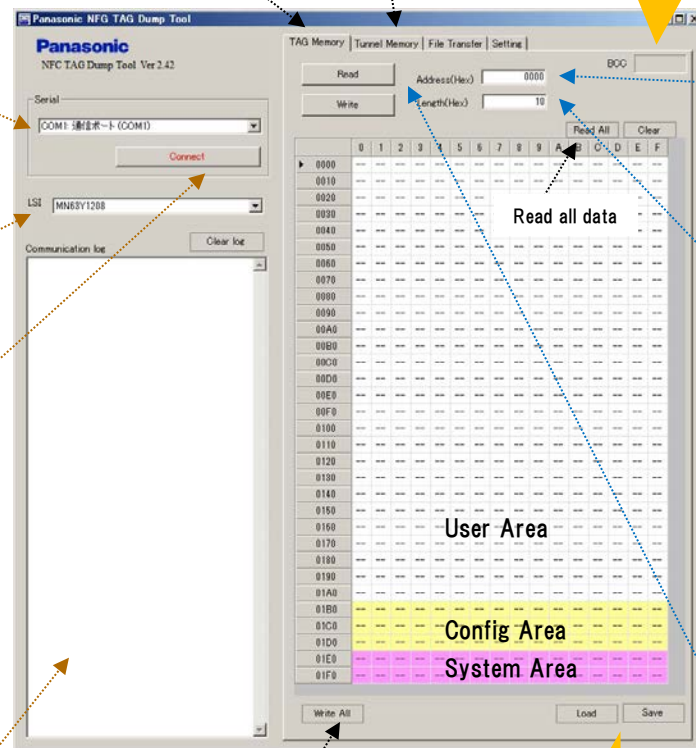 Panasonic NFG TAG Dump Tool
Panasonic
NFC TAG Dump Tool Ver 2.42
Serial
COM1: 通信ポート (COM1)
Connect
LSI
MN63Y1208
Communication log
Clear log
TAG Memory
Tunnel Memory
File Transfer
Setting
Read
Write
Address(Hex)
0000
Length(Hex)
10
BCC
Read All
Clear
0 1 2 3 4 5 6 7 8 9 A B C D E F
0000 -- -- -- -- -- -- -- -- -- -- -- -- -- -- -- --
0010 -- -- -- -- -- -- -- -- -- -- -- -- -- -- -- --
0020
Read all data
0030
0040
0050
0060
0070
0080
0090
00A0
00B0
00C0
00D0
00E0
00F0
0100
0110
0120
0130
0140
0150
0160
User Area
0170
0180
0190
01A0
01B0
01C0
Config Area
01D0
01E0
System Area
01F0
Write All
Load
Save